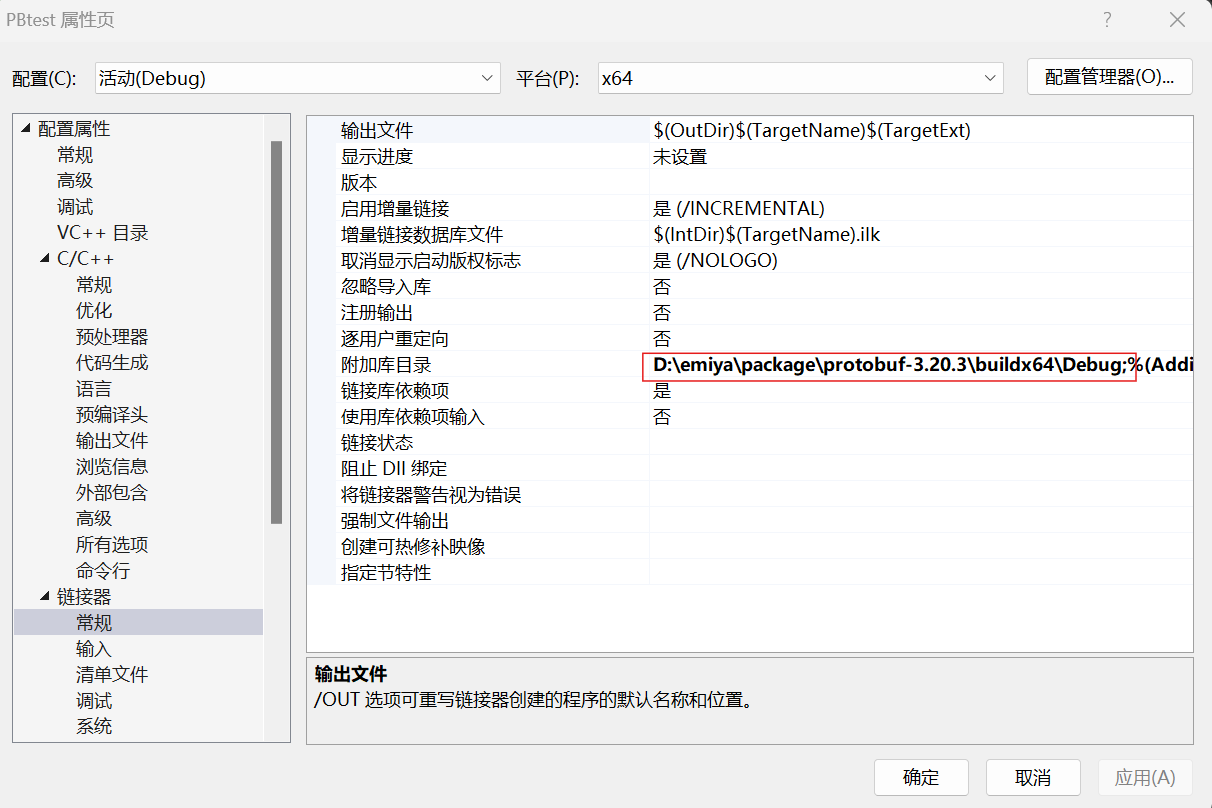 PBtest 属性页
配置(C): 活动(Debug) 平台(P): x64 配置管理器(O)...
配置属性
常规
高级
调试
VC++ 目录
C/C++
常规
优化
预处理器
代码生成
语言
预编译头
输出文件
浏览信息
外部包含
高级
所有选项
命令行
链接器
常规
输入
清单文件
调试
系统
输出文件 $(OutDir)$(TargetName)$(TargetExt)
显示进度 未设置
版本
启用增量链接 是 (/INCREMENTAL)
增量链接数据库文件 $(IntDir)$(TargetName).ilk
取消显示启动版权标志 是 (/NOLOGO)
忽略导入库 否
注册输出 否
逐用户重定向 否
附加库目录 D:\emiya\package\protobuf-3.20.3\buildx64\Debug;%(Addi
链接库依赖项 是
使用库依赖项输入 否
链接状态
阻止 Dll 绑定
将链接器警告视为错误
强制文件输出
创建可热修补映像
指定节特性
输出文件
/OUT 选项可重写链接器创建的程序的默认名称和位置。
确定 取消 应用(A)